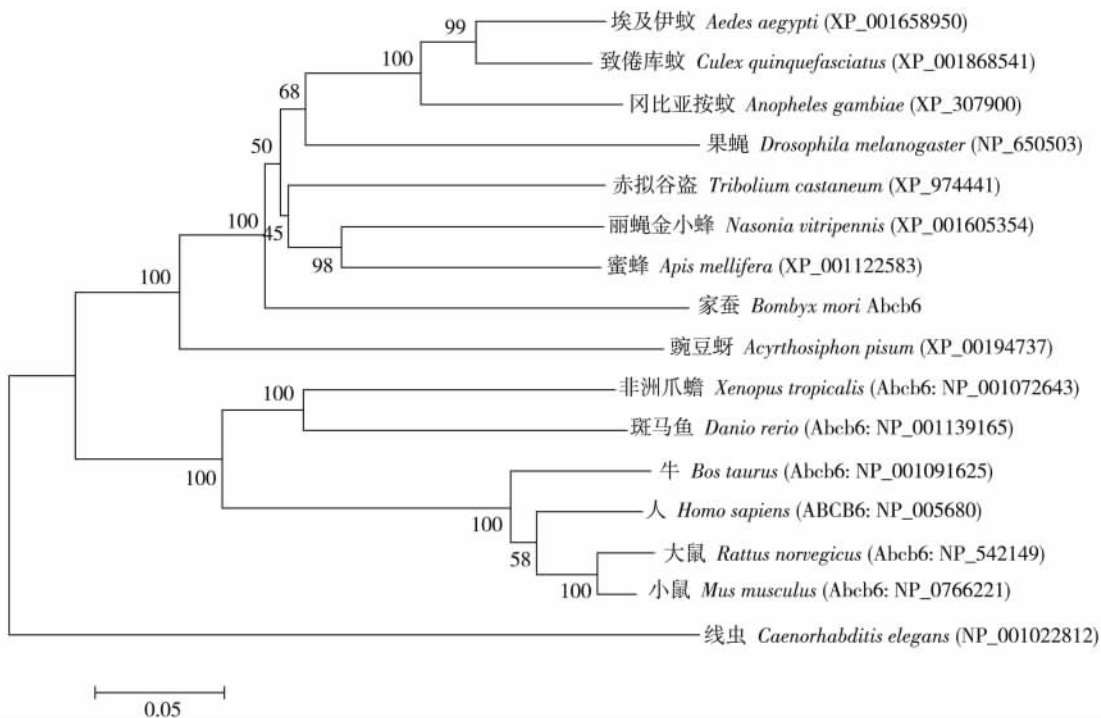 99
埃及伊蚊 Aedes aegypti (XP_001658950)
100
致倦库蚊 Culex quinquefasciatus (XP_001868541)
68
冈比亚按蚊 Anopheles gambiae (XP_307900)
50
果蝇 Drosophila melanogaster (NP_650503)
赤拟谷盗 Tribolium castaneum (XP_974441)
100
45
丽蝇金小蜂 Nasonia vitripennis (XP_001605354)
98
蜜蜂 Apis mellifera (XP_001122583)
100
家蚕 Bombyx mori Abcb6
豌豆蚜 Acyrthosiphon pisum (XP_00194737)
100
非洲爪蟾 Xenopus tropicalis (Abcb6: NP_001072643)
斑马鱼 Danio rerio (Abcb6: NP_001139165)
100
牛 Bos taurus (Abcb6: NP_001091625)
100
人 Homo sapiens (ABCB6: NP_005680)
58
大鼠 Rattus norvegicus (Abcb6: NP_542149)
100
小鼠 Mus musculus (Abcb6: NP_0766221)
线虫 Caenorhabditis elegans (NP_001022812)
0.05